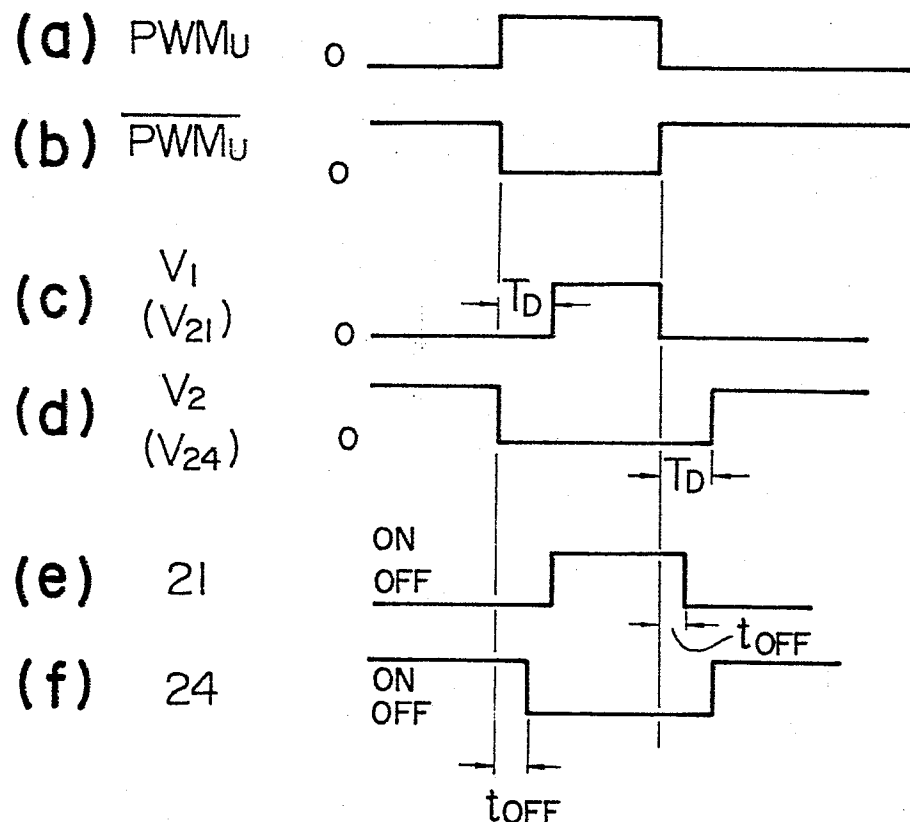 (a) PWMU 0
(b) P̅W̅M̅U̅ 0
(c) V1 (V21) 0
TD
(d) V2 (V24) 0
TD
(e) 21 ON OFF
tOFF
(f) 24 ON OFF
tOFF